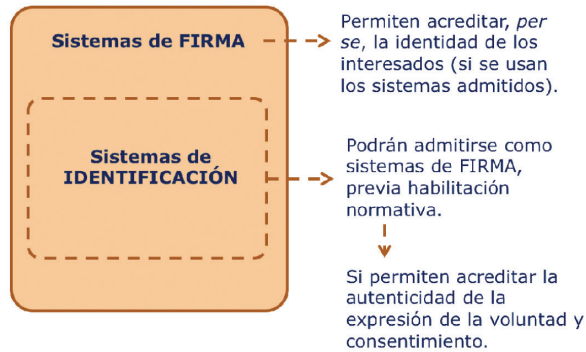 Sistemas de FIRMA
Permiten acreditar, per
se, la identidad de los
interesados (si se usan
los sistemas admitidos).
Sistemas de
IDENTIFICACIÓN
Podrán admitirse como
sistemas de FIRMA,
previa habilitación
normativa.
Si permiten acreditar la
autenticidad de la
expresión de la voluntad y
consentimiento.